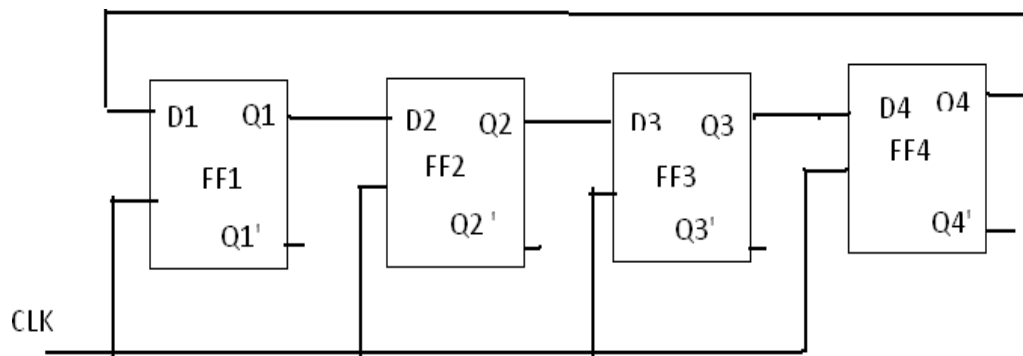 D1 Q1
FF1
Q1'
D2 Q2
FF2
Q2 '
D3 Q3
FF3
Q3'
D4 Q4
FF4
Q4'
CLK